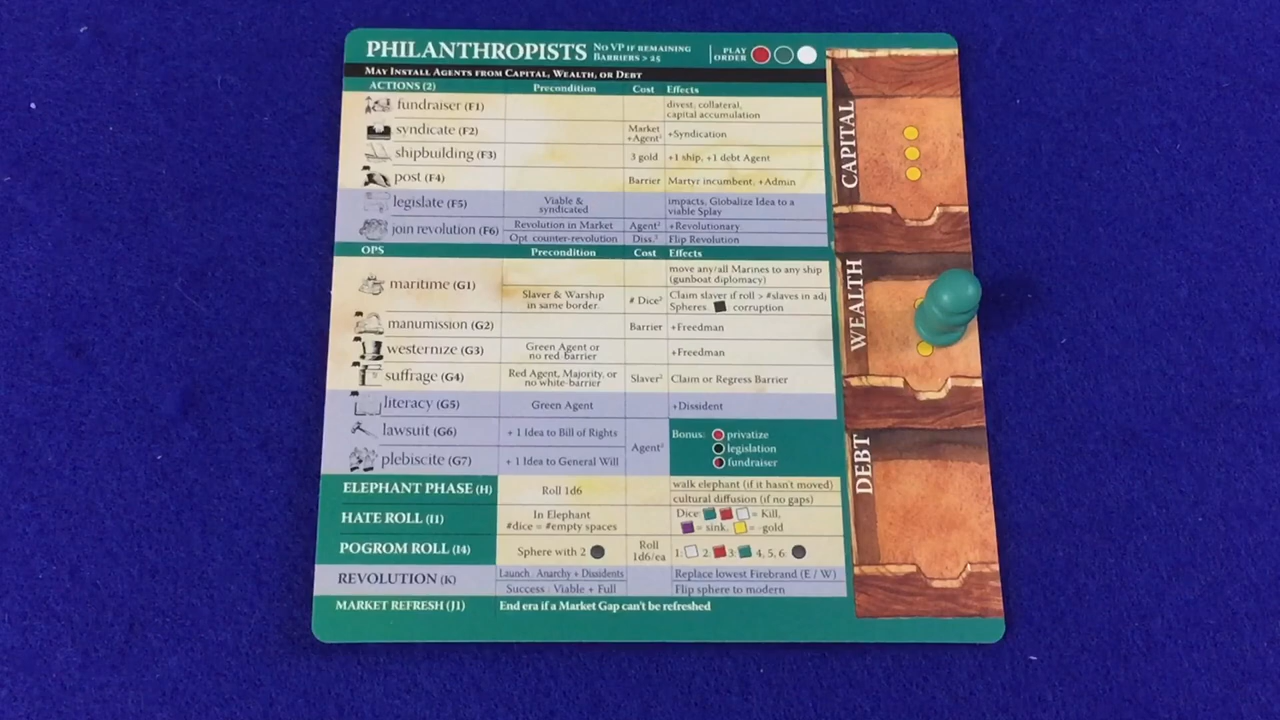 PHILANTHROPISTS
No VP if remaining
Barriers > 25
PLAY
ORDER
May Install Agents from Capital, Wealth, or Debt
ACTIONS (2) Precondition Cost Effects
fundraiser (F1) divest, collateral,
capital accumulation
syndicate (F2) Market
+Agent² +Syndication
shipbuilding (F3) 3 gold +1 ship, +1 debt Agent
post (F4) Barrier Martyr incumbent, +Admin
legislate (F5) Viable &
syndicated impacts, Globalize Idea to a
viable Splay
join revolution (F6) Revolution in Market Agent² +Revolutionary
Opt. counter-revolution Diss.² Flip Revolution
OPS Precondition Cost Effects
maritime (G1) move any/all Marines to any ship
(gunboat diplomacy)
Slaver & Warship
in same border. # Dice² Claim slaver if roll > #slaves in adj
Spheres. corruption
manumission (G2) Barrier +Freedman
westernize (G3) Green Agent or
no red barrier +Freedman
suffrage (G4) Red Agent, Majority, or
no white-barrier Slaver² Claim or Regress Barrier
literacy (G5) Green Agent +Dissident
lawsuit (G6) + 1 Idea to Bill of Rights
plebiscite (G7) + 1 Idea to General Will
Agent²
Bonus: privatize
legislation
fundraiser
ELEPHANT PHASE (H) Roll 1d6 walk elephant (if it hasn't moved)
cultural diffusion (if no gaps)
HATE ROLL (I1) In Elephant
#dice = #empty spaces Dice: = Kill,
= sink, = -gold
POGROM ROLL (I4) Sphere with 2 Roll
1d6/ea 1: 2: 3: 4, 5, 6:
REVOLUTION (K) Launch: Anarchy + Dissidents Replace lowest Firebrand (E / W)
Success: Viable + Full Flip sphere to modern
MARKET REFRESH (J1) End era if a Market Gap can't be refreshed
CAPITAL
WEALTH
DEBT